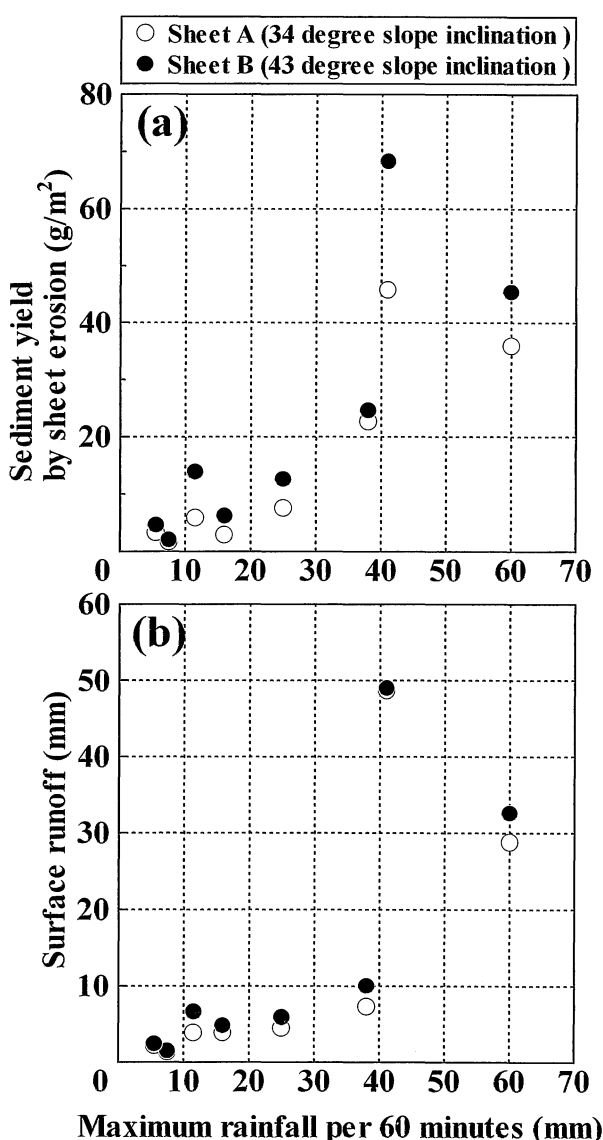 Sheet A (34 degree slope inclination )
Sheet B (43 degree slope inclination )
(a)
80
60
40
20
0
10 20 30 40 50 60 70
Sediment yield
by sheet erosion (g/m²)
(b)
60
50
40
30
20
10
0
10 20 30 40 50 60 70
Surface runoff (mm)
Maximum rainfall per 60 minutes (mm)